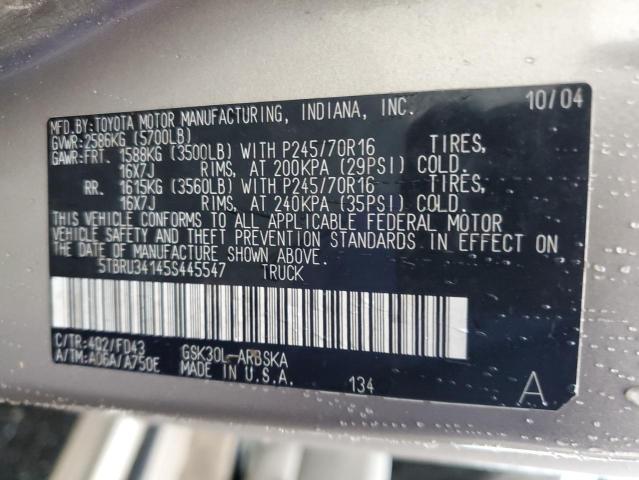 MFD.BY:TOYOTA MOTOR MANUFACTURING, INDIANA, INC. 10/04
GVWR:2586KG (5700LB)
GAWR:FRT. 1588KG (3500LB) WITH P245/70R16 TIRES,
16X7J RIMS, AT 200KPA (29PSI) COLD.
RR. 1615KG (3560LB) WITH P245/70R16 TIRES,
16X7J RIMS, AT 240KPA (35PSI) COLD.
THIS VEHICLE CONFORMS TO ALL APPLICABLE FEDERAL MOTOR
VEHICLE SAFETY AND THEFT PREVENTION STANDARDS IN EFFECT ON
THE DATE OF MANUFACTURE SHOWN ABOVE.
5TBRU34145S445547 TRUCK
C/TR:4Q2/FD43 GSK30L-ARBSKA
A/TM:A06A/A750E MADE IN U.S.A. 134 A